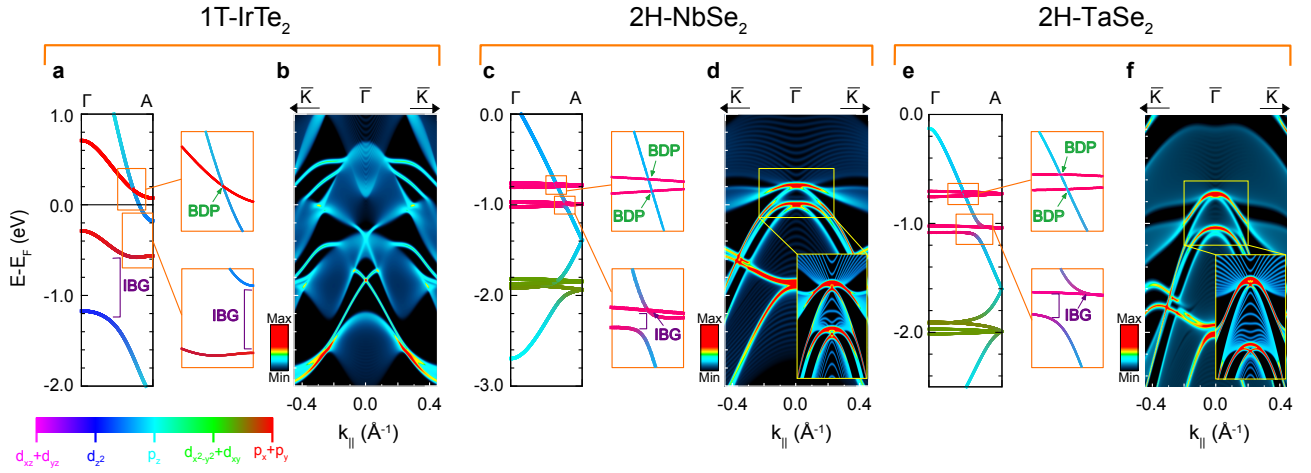 1T-IrTe2
2H-NbSe2
2H-TaSe2
a
b
c
d
e
f
Γ A
K̅ Γ̅ K̅
Γ A
K̅ Γ̅ K̅
Γ A
K̅ Γ̅ K̅
E-EF (eV)
1.0
0.0
-1.0
-2.0
IBG
BDP
IBG
Max
Min
-0.4 0.0 0.4
k|| (Å-1)
0.0
-1.0
-2.0
-3.0
BDP
BDP
IBG
Max
Min
-0.4 0.0 0.4
k|| (Å-1)
0.0
-1.0
-2.0
BDP
BDP
IBG
Max
Min
-0.4 0.0 0.4
k|| (Å-1)
dxz+dyz dz2 pz dx2-y2+dxy px+py